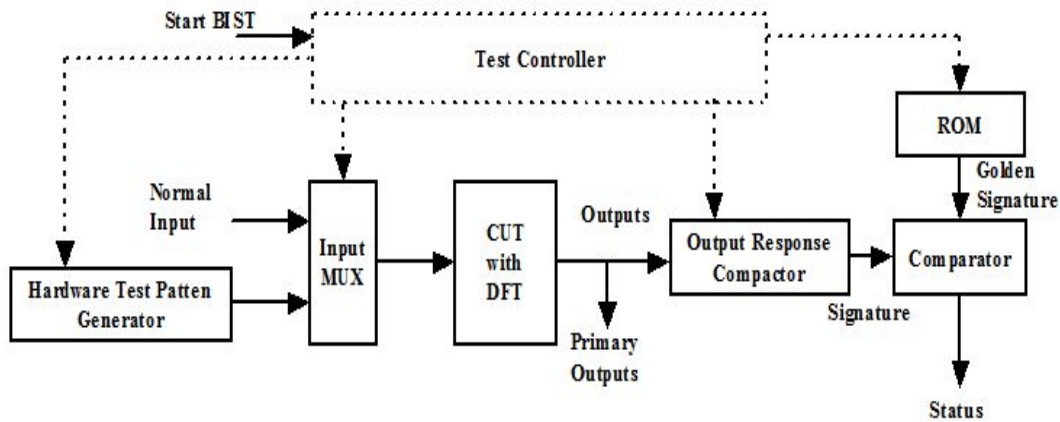 Start BIST
Test Controller
ROM
Golden
Signature
Normal
Input
Input
MUX
CUT
with
DFT
Outputs
Output Response
Compactor
Comparator
Hardware Test Patten
Generator
Signature
Primary
Outputs
Status